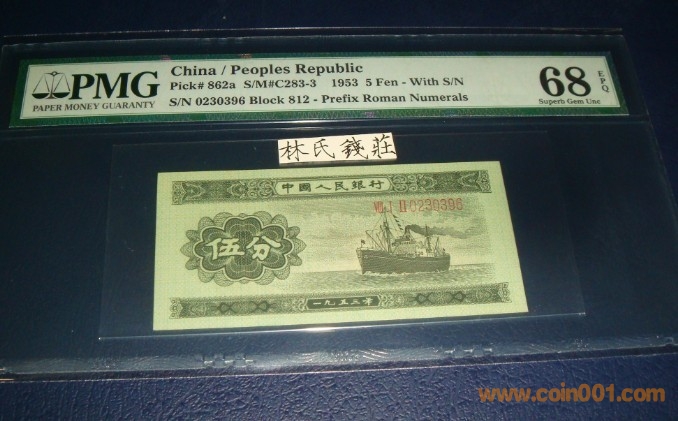 PMG
PAPER MONEY GUARANTY
China / Peoples Republic
Pick# 862a   S/M#C283-3   1953   5 Fen - With S/N
S/N 0230396 Block 812 - Prefix Roman Numerals
68
EPQ
Superb Gem Unc
林氏錢莊
中國人民銀行
VIII I II 0230396
伍分
一九五三年
www.coin001.com